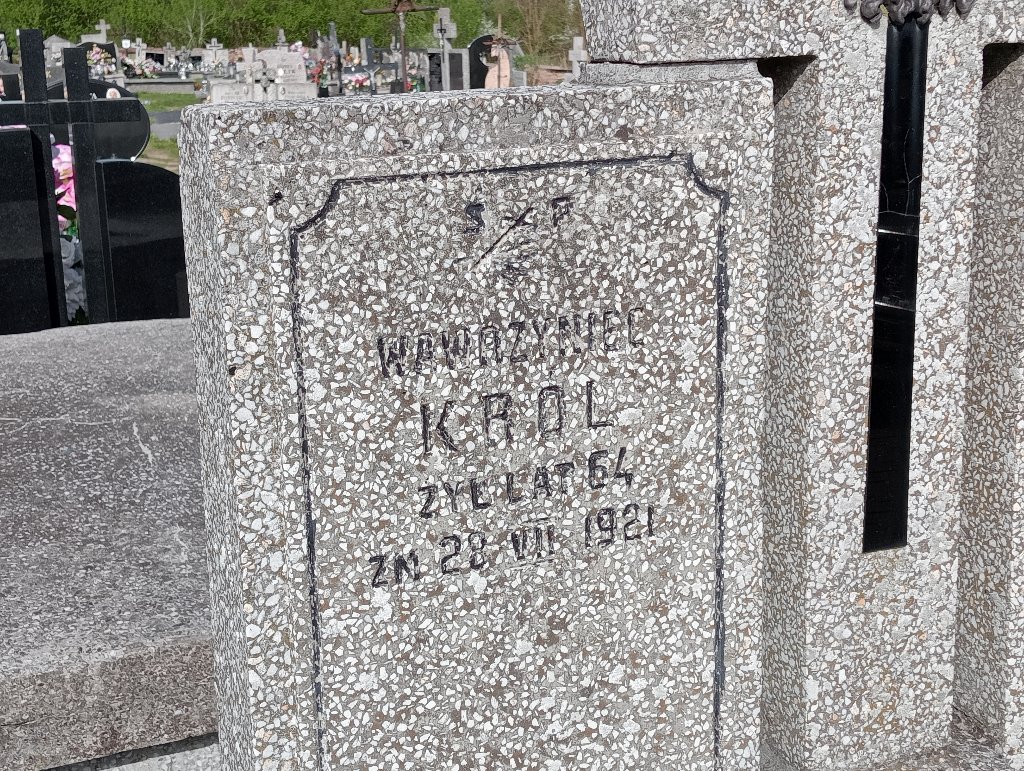 Ś P
WAWRZYNIEC
KRÓL
ŻYŁ LAT 64
ZM. 28 VII 1921